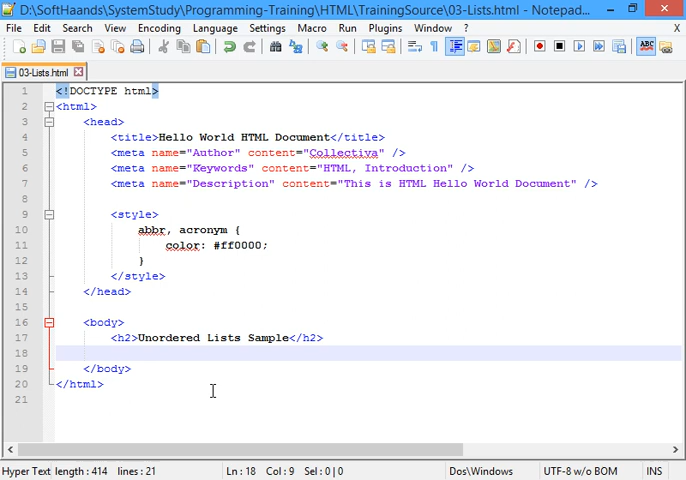 D:\SoftHaands\SystemStudy\Programming-Training\HTML\TrainingSource\03-Lists.html - Notepad...
File Edit Search View Encoding Language Settings Macro Run Plugins Window ? X
03-Lists.html
1 <!DOCTYPE html>
2 <html>
3 <head>
4 <title>Hello World HTML Document</title>
5 <meta name="Author" content="Collectiva" />
6 <meta name="Keywords" content="HTML, Introduction" />
7 <meta name="Description" content="This is HTML Hello World Document" />
8
9 <style>
10 abbr, acronym {
11 color: #ff0000;
12 }
13 </style>
14 </head>
15
16 <body>
17 <h2>Unordered Lists Sample</h2>
18
19 </body>
20 </html>
21
Hyper Text length : 414 lines : 21 Ln : 18 Col : 9 Sel : 0 | 0 Dos\Windows UTF-8 w/o BOM INS